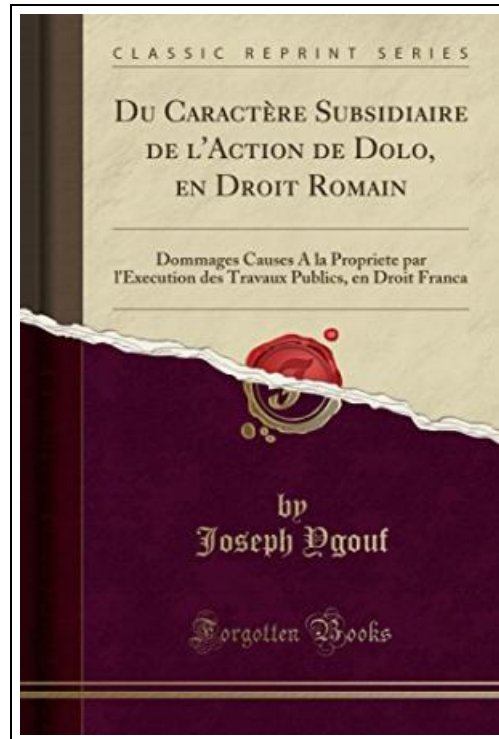 CLASSIC REPRINT SERIES
DU CARACTÈRE SUBSIDIAIRE
DE L'ACTION DE DOLO,
EN DROIT ROMAIN
Dommages Causes A la Propriete par
l'Execution des Travaux Publics, en Droit Franca
F
by
Joseph Ygouf
Forgotten Books